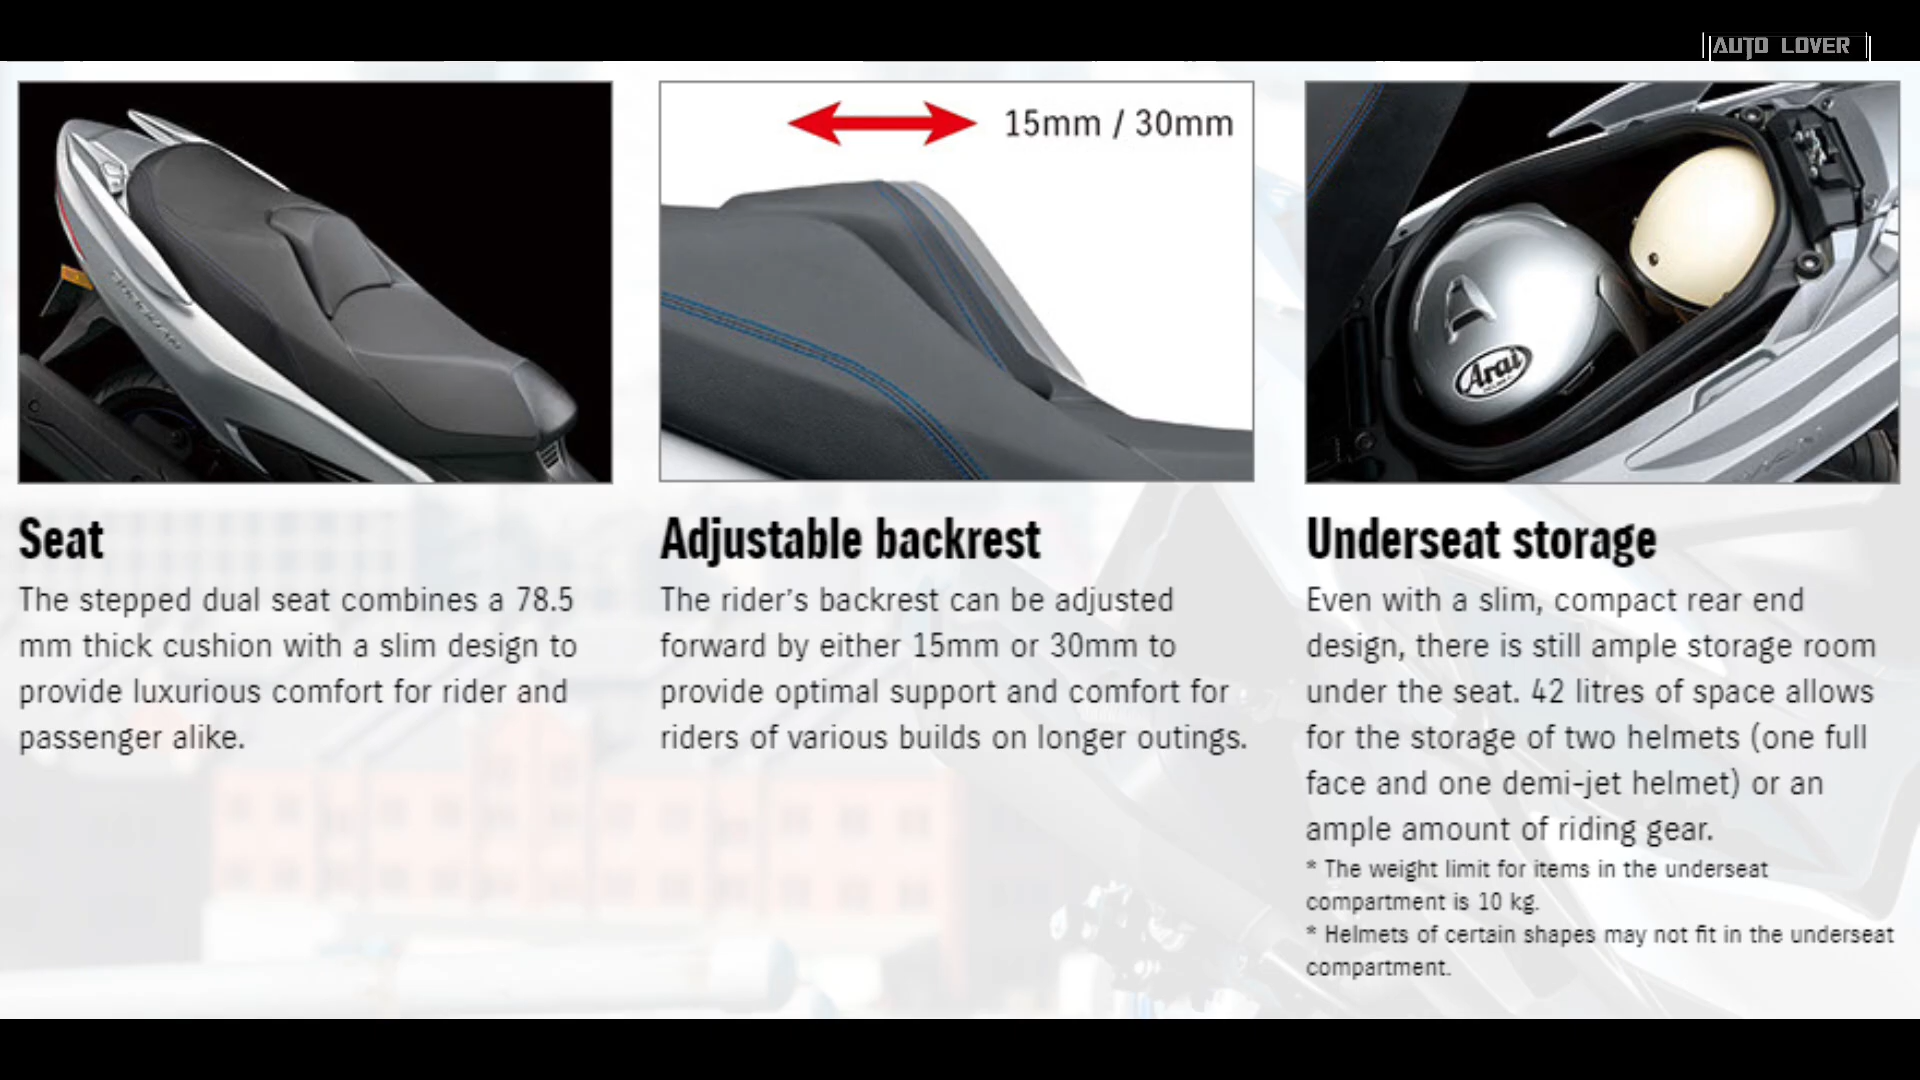 AUTO LOVER
15mm / 30mm
A
Arai
Seat
The stepped dual seat combines a 78.5
mm thick cushion with a slim design to
provide luxurious comfort for rider and
passenger alike.
Adjustable backrest
The rider's backrest can be adjusted
forward by either 15mm or 30mm to
provide optimal support and comfort for
riders of various builds on longer outings.
Underseat storage
Even with a slim, compact rear end
design, there is still ample storage room
under the seat. 42 litres of space allows
for the storage of two helmets (one full
face and one demi-jet helmet) or an
ample amount of riding gear.
* The weight limit for items in the underseat
compartment is 10 kg.
* Helmets of certain shapes may not fit in the underseat
compartment.